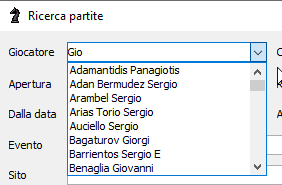 Ricerca partite
Giocatore Gio
Adamantidis Panagiotis
Apertura Adan Bermudez Sergio
Arambel Sergio
Dalla data Arias Torio Sergio
Auciello Sergio
Evento Bagaturov Giorgi
Barrientos Sergio E
Sito Benaglia Giovanni